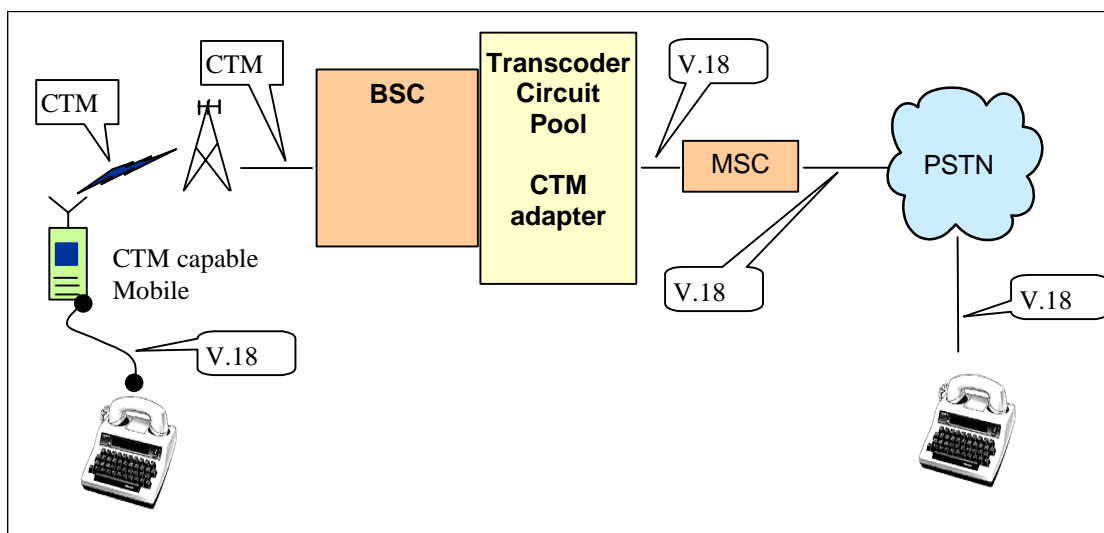 CTM
CTM
BSC
Transcoder
Circuit
Pool
CTM
adapter
V.18
MSC
PSTN
V.18
V.18
CTM capable
Mobile
V.18